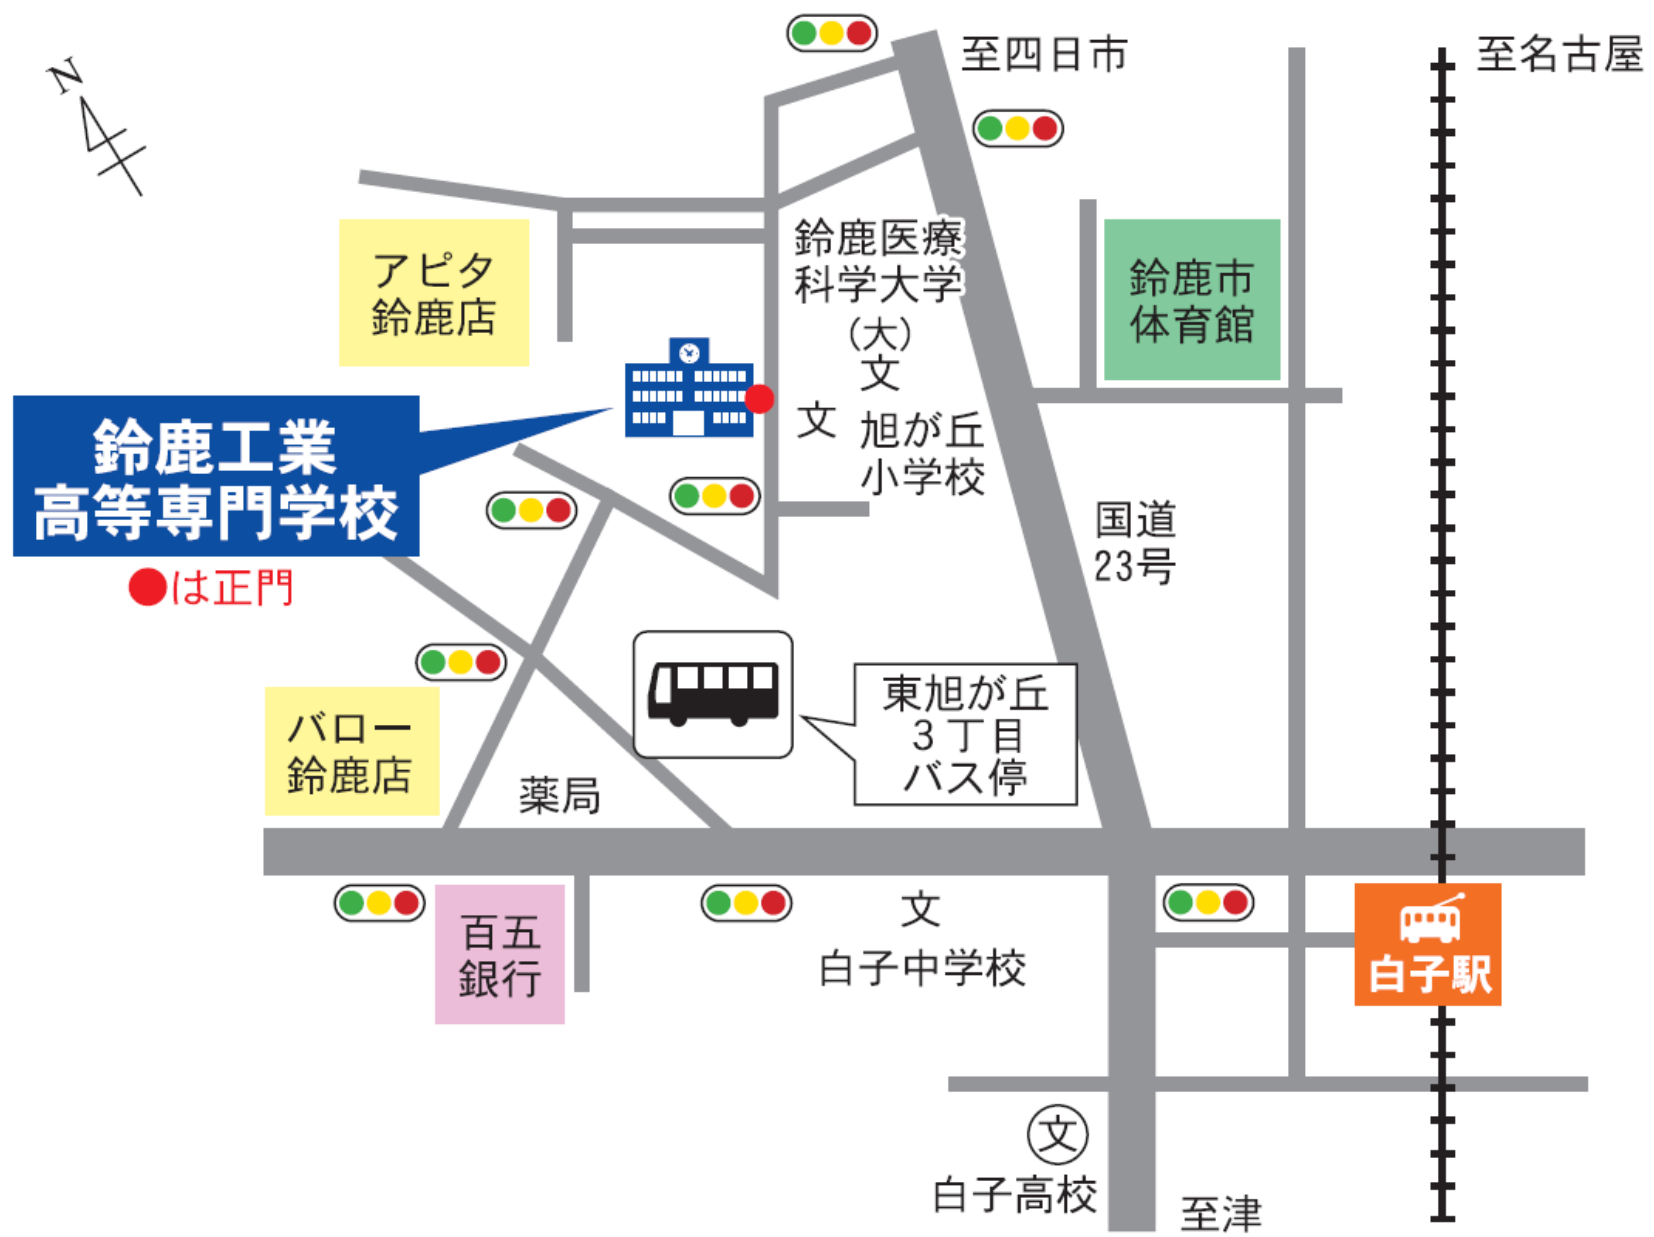 至四日市
至名古屋
N
鈴鹿医療
科学大学
(大)
文
アピタ
鈴鹿店
鈴鹿市
体育館
文
旭が丘
小学校
鈴鹿工業
高等専門学校
●は正門
国道
23号
東旭が丘
3丁目
バス停
バロー
鈴鹿店
薬局
百五
銀行
文
白子中学校
白子駅
文
白子高校
至津